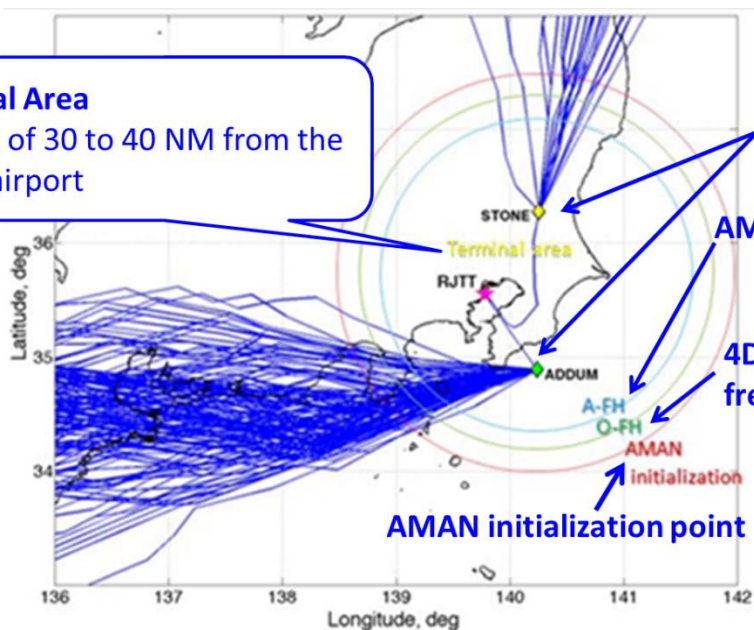 al Area
of 30 to 40 NM from the
airport
STONE
AM
36
Terminal area
RJTT
Latitude, deg
35
ADDUM
4D
fre
A-FH
O-FH
34
AMAN
initialization
AMAN initialization point
136 137 138 139 140 141 142
Longitude, deg